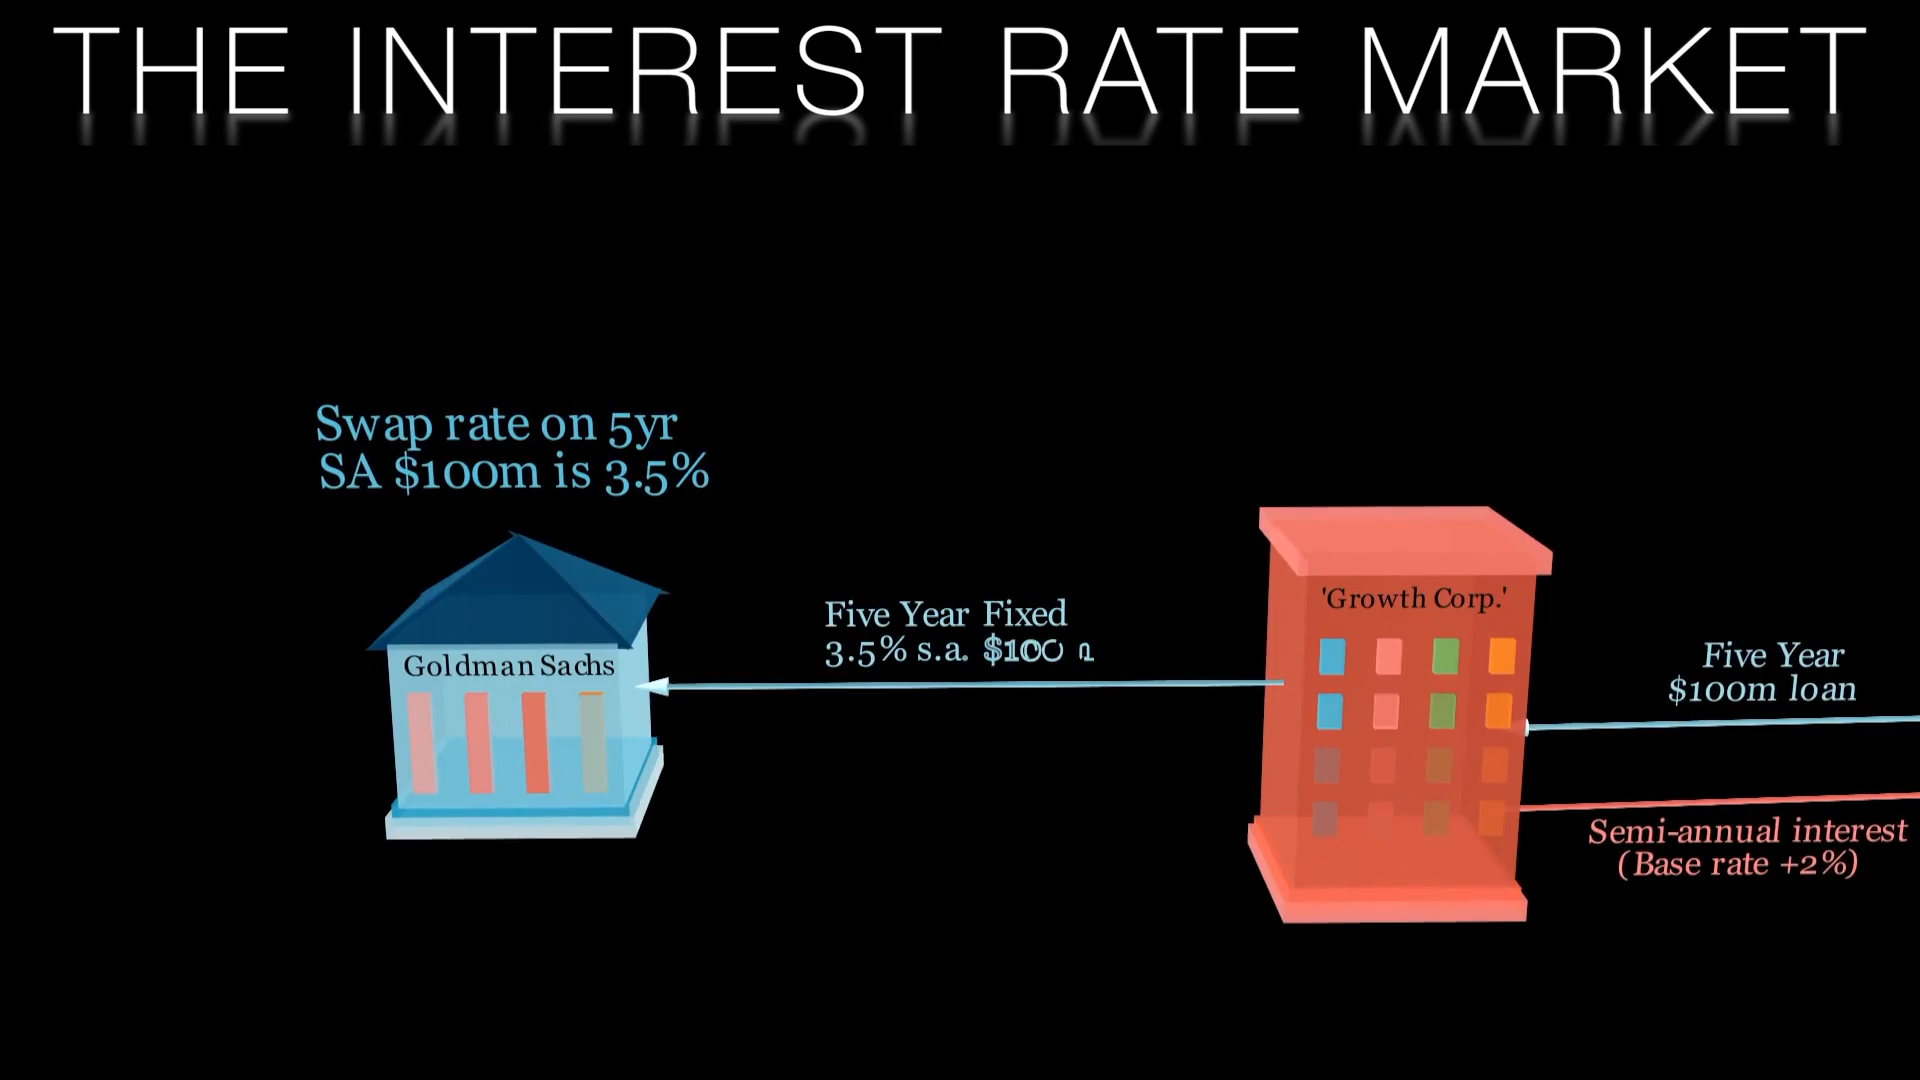 THE INTEREST RATE MARKET
Swap rate on 5yr
SA $100m is 3.5%
Goldman Sachs
Five Year Fixed
3.5% s.a. $100
'Growth Corp.'
Five Year
$100m loan
Semi-annual interest
(Base rate +2%)